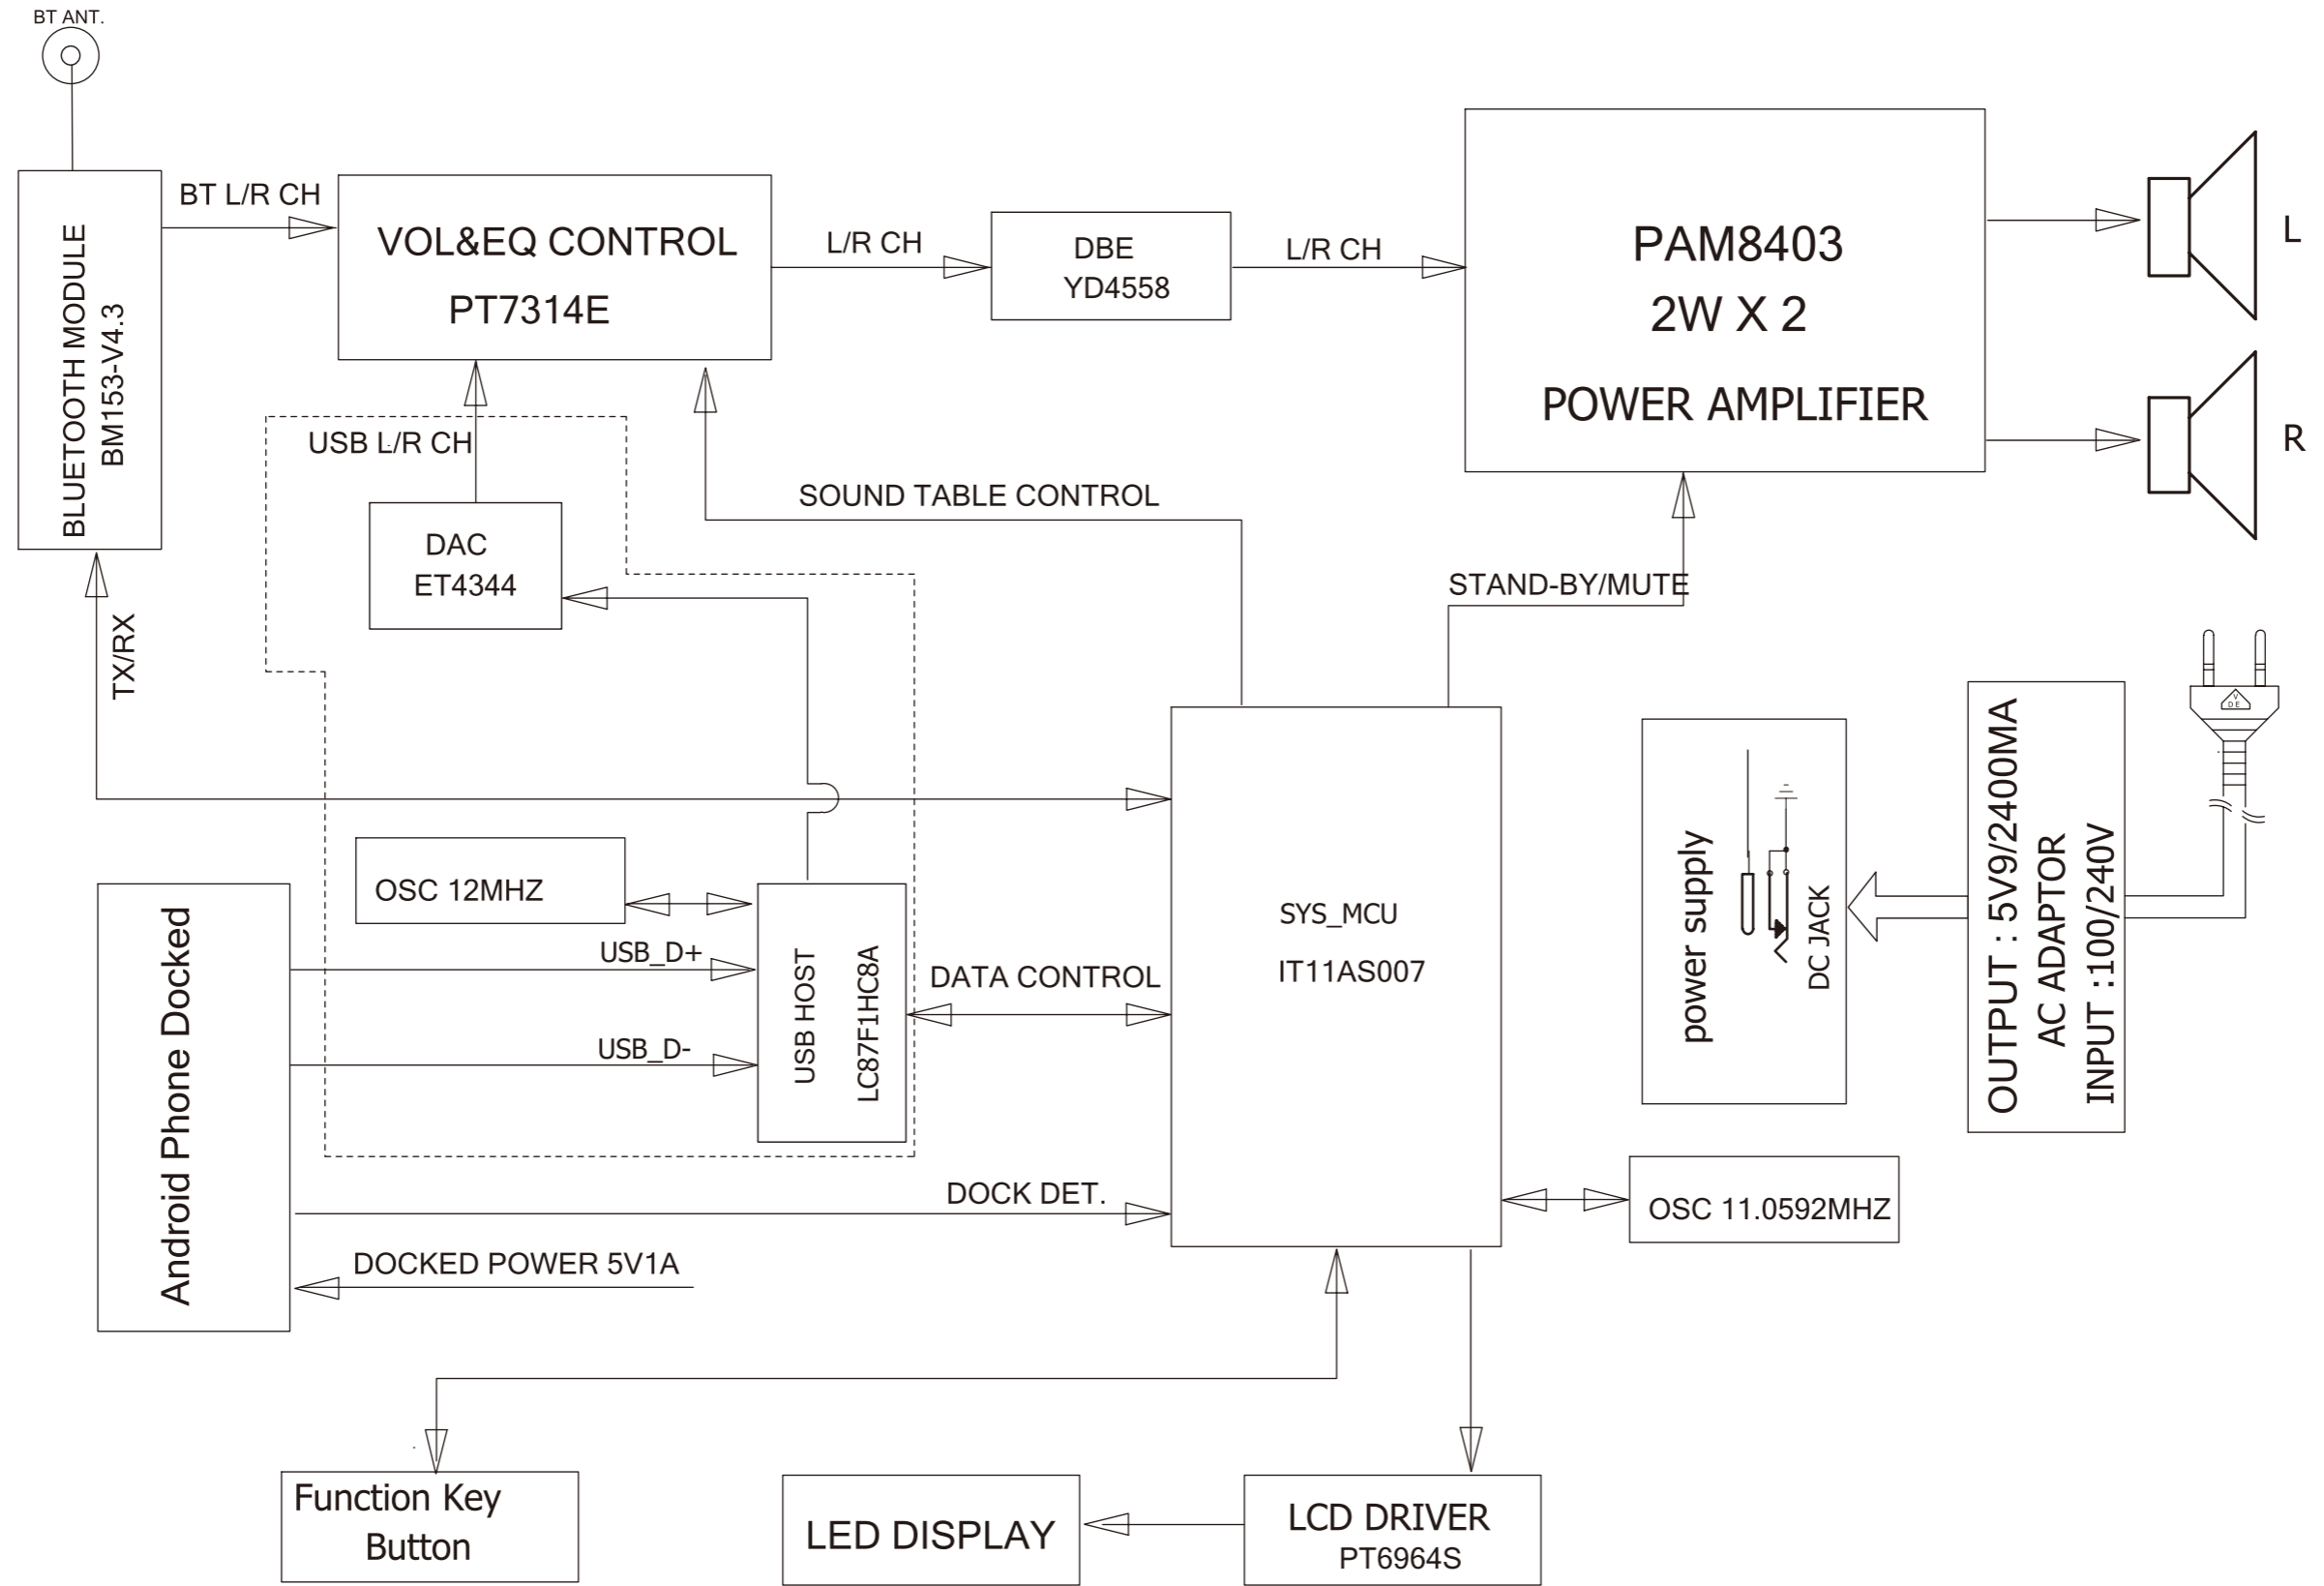 BT ANT.
BLUETOOTH MODULE
BM153-V4.3
BT L/R CH
VOL&EQ CONTROL
PT7314E
L/R CH
DBE
YD4558
L/R CH
PAM8403
2W X 2
POWER AMPLIFIER
L
R
USB L/R CH
DAC
ET4344
SOUND TABLE CONTROL
STAND-BY/MUTE
TX/RX
OSC 12MHZ
Android Phone Docked
USB_D+
USB_D-
USB HOST
LC87F1HC8A
DATA CONTROL
SYS_MCU
IT11AS007
power supply
DC JACK
OUTPUT : 5V9/2400MA
AC ADAPTOR
INPUT :100/240V
V
DE
DOCK DET.
DOCKED POWER 5V1A
OSC 11.0592MHZ
Function Key
Button
LED DISPLAY
LCD DRIVER
PT6964S